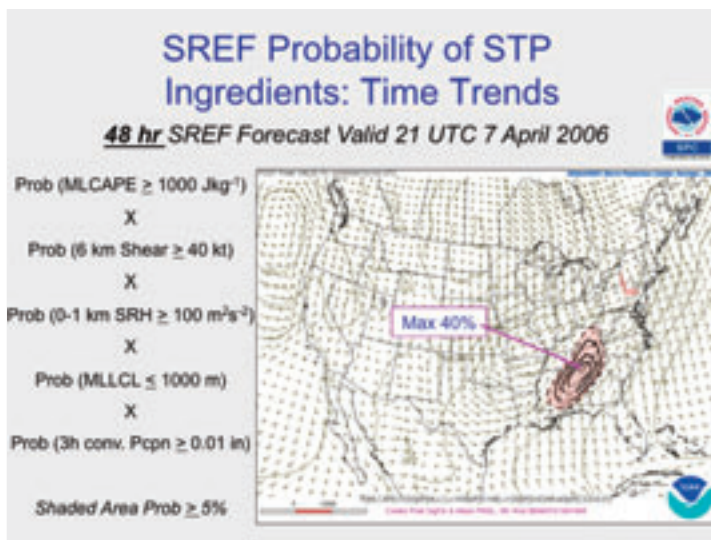 SREF Probability of STP
Ingredients: Time Trends
48 hr SREF Forecast Valid 21 UTC 7 April 2006
SPC
Prob (MLCAPE ≥ 1000 Jkg⁻¹)
X
Prob (6 km Shear ≥ 40 kt)
X
Prob (0-1 km SRH ≥ 100 m²s⁻²)
X
Prob (MLLCL ≤ 1000 m)
X
Prob (3h conv. Pcpn ≥ 0.01 in)
Shaded Area Prob ≥ 5%
Max 40%